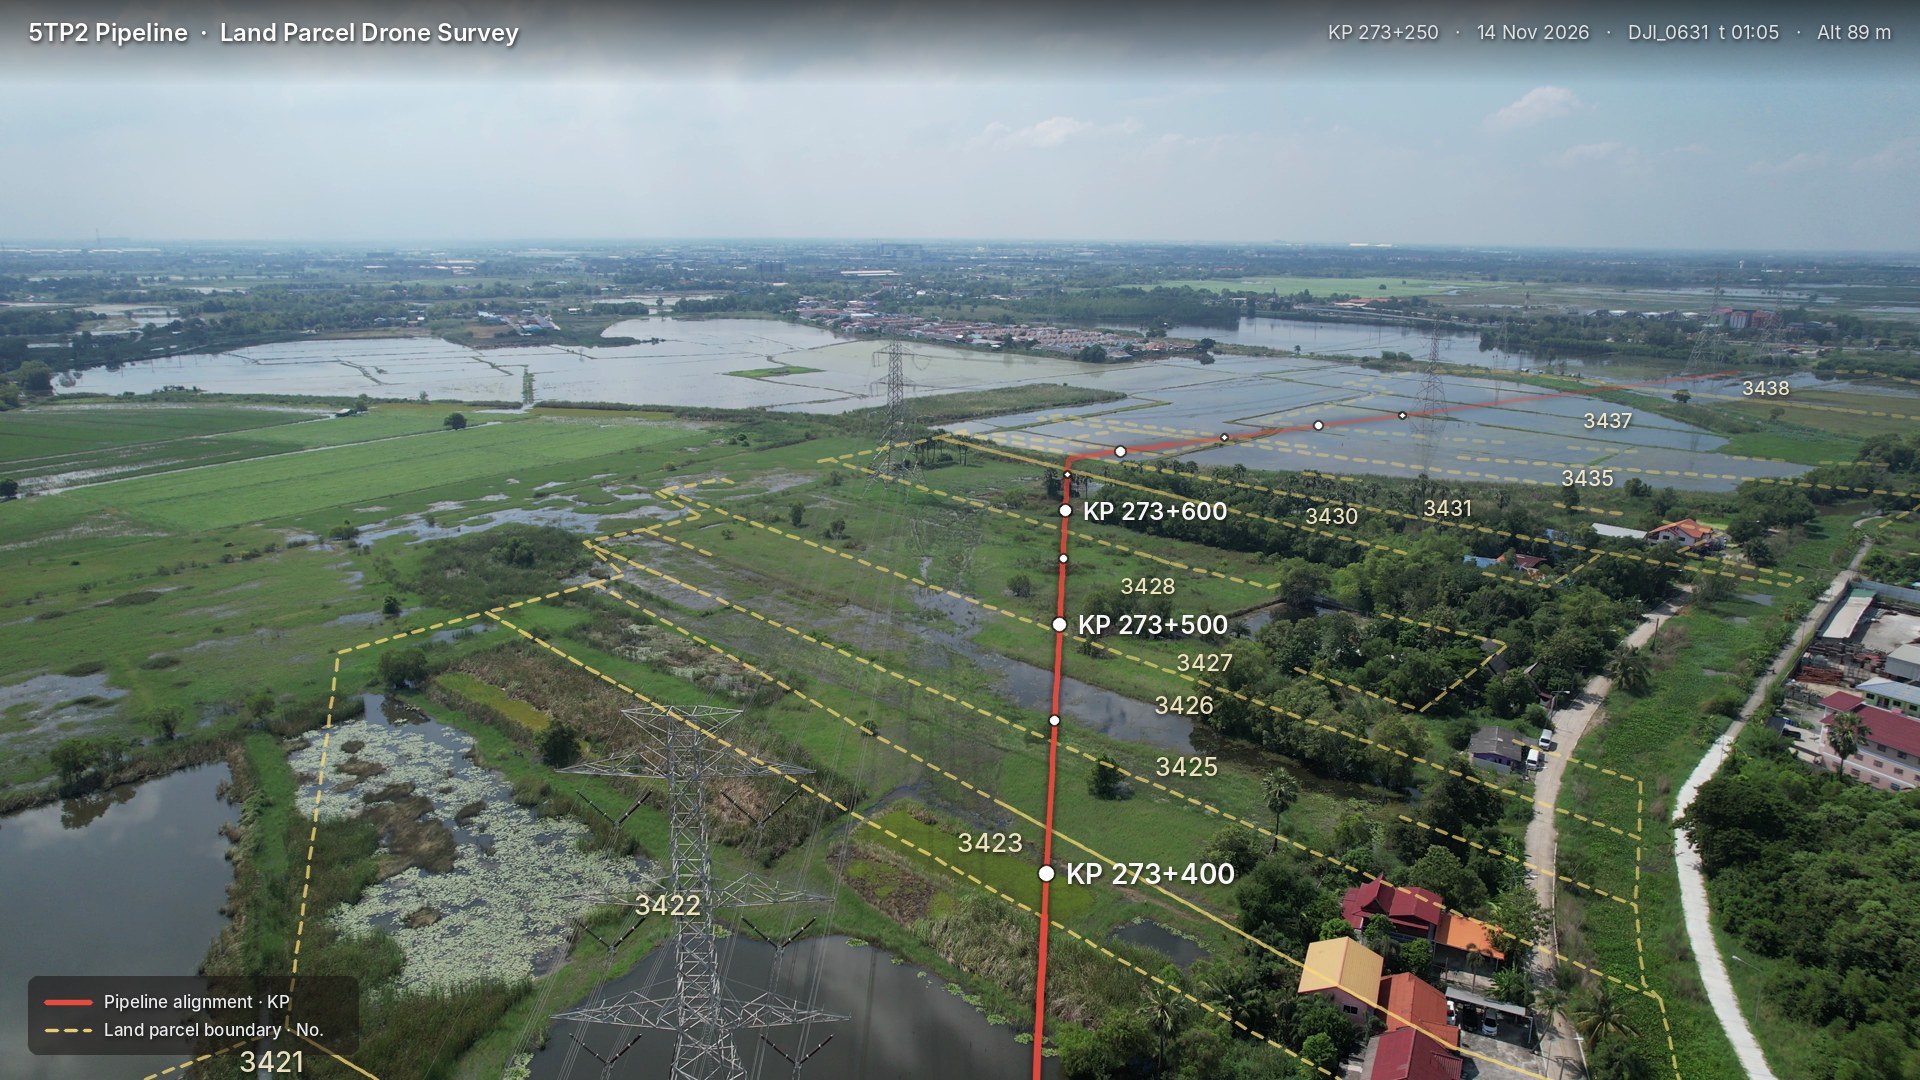 5TP2 Pipeline · Land Parcel Drone Survey
KP 273+250 · 14 Nov 2026 · DJI_0631 t 01:05 · Alt 89 m
3438
3437
3435
3431
KP 273+600
3430
3428
KP 273+500
3427
3426
3425
3423
KP 273+400
3422
Pipeline alignment · KP
Land parcel boundary · No.
3421